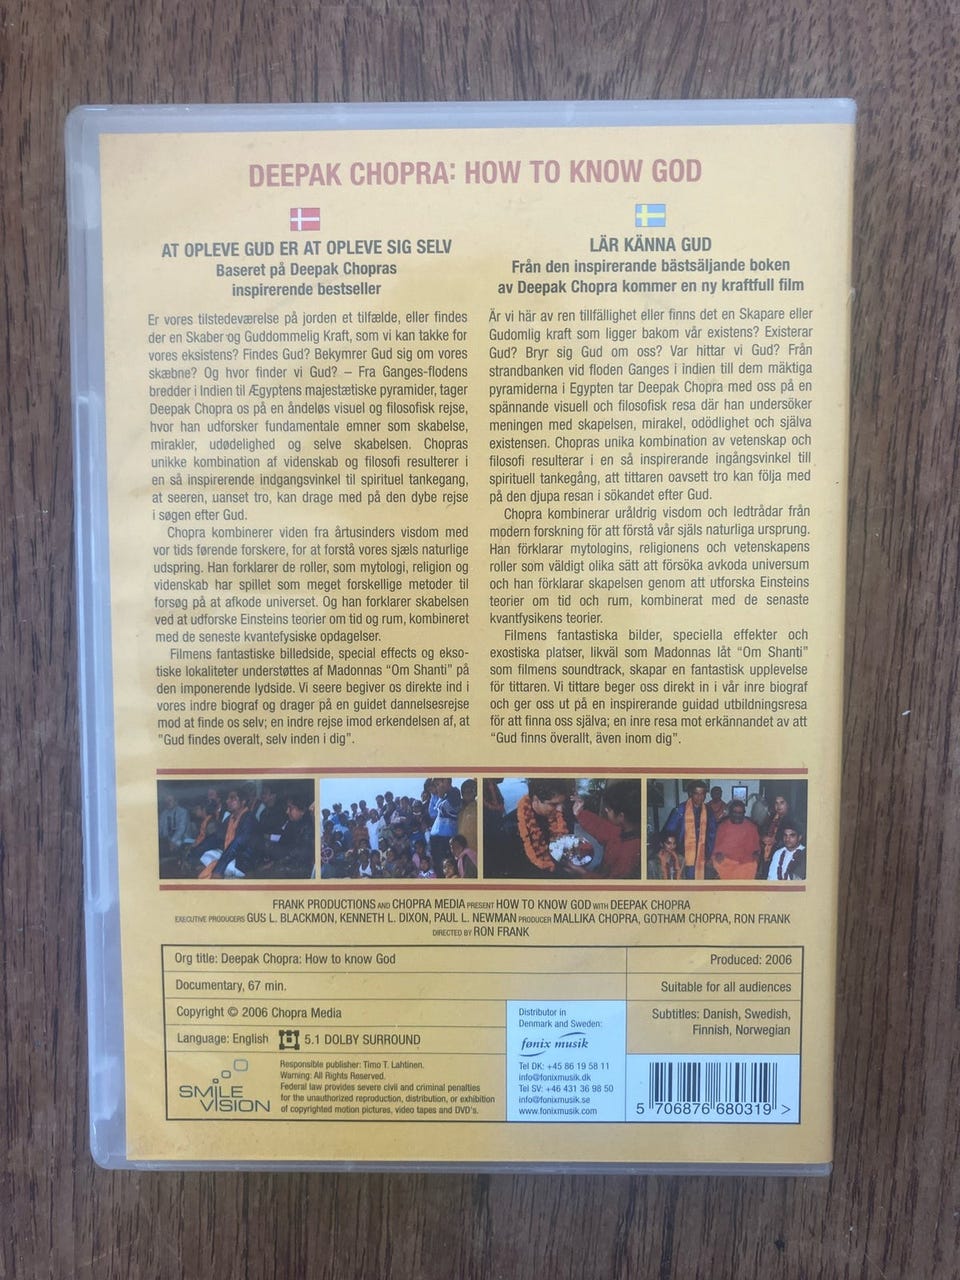 DEEPAK CHOPRA: HOW TO KNOW GOD
AT OPLEVE GUD ER AT OPLEVE SIG SELV
Baseret på Deepak Chopras
inspirerende bestseller
Er vores tilstedeværelse på jorden et tilfælde, eller findes
der en Skaber og Guddommelig Kraft, som vi kan takke for
vores eksistens? Findes Gud? Bekymrer Gud sig om vores
skæbne? Og hvor finder vi Gud? – Fra Ganges-flodens
bredder i Indien til Ægyptens majestætiske pyramider, tager
Deepak Chopra os på en åndeløs visuel og filosofisk rejse,
hvor han udforsker fundamentale emner som skabelse,
mirakler, udødelighed og selve skabelsen. Chopras
unikke kombination af videnskab og filosofi resulterer i
en så inspirerende indgangsvinkel til spirituel tankegang,
at seeren, uanset tro, kan drage med på den dybe rejse
i søgen efter Gud.
Chopra kombinerer viden fra årtusinders visdom med
vor tids førende forskere, for at forstå vores sjæls naturlige
udspring. Han forklarer de roller, som mytologi, religion og
videnskab har spillet som meget forskellige metoder til
forsøg på at afkode universet. Og han forklarer skabelsen
ved at udforske Einsteins teorier om tid og rum, kombineret
med de seneste kvantefysiske opdagelser.
Filmens fantastiske billedside, special effects og ekso-
tiske lokaliteter understøttes af Madonnas “Om Shanti” på
den imponerende lydside. Vi seere begiver os direkte ind i
vores indre biograf og drager på en guidet dannelsesrejse
mod at finde os selv; en indre rejse imod erkendelsen af, at
”Gud findes overalt, selv inden i dig”.
LÄR KÄNNA GUD
Från den inspirerande bästsäljande boken
av Deepak Chopra kommer en ny kraftfull film
Är vi här av ren tillfällighet eller finns det en Skapare eller
Gudomlig kraft som ligger bakom vår existens? Existerar
Gud? Bryr sig Gud om oss? Var hittar vi Gud? Från
strandbanken vid floden Ganges i indien till dem mäktiga
pyramiderna i Egypten tar Deepak Chopra med oss på en
spännande visuell och filosofisk resa där han undersöker
meningen med skapelsen, mirakel, odödlighet och själva
existensen. Chopras unika kombination av vetenskap och
filosofi resulterar i en så inspirerande ingångsvinkel till
spirituell tankegång, att tittaren oavsett tro kan följa med
på den djupa resan i sökandet efter Gud.
Chopra kombinerar uråldrig visdom och ledtrådar från
modern forskning för att förstå vår själs naturliga ursprung.
Han förklarar mytologins, religionens och vetenskapens
roller som väldigt olika sätt att försöka avkoda universum
och han förklarar skapelsen genom att utforska Einsteins
teorier om tid och rum, kombinerat med de senaste
kvantfysikens teorier.
Filmens fantastiska bilder, speciella effekter och
exostiska platser, likväl som Madonnas låt “Om Shanti”
som filmens soundtrack, skapar en fantastisk upplevelse
för tittaren. Vi tittare beger oss direkt in i vår inre biograf
och ger oss ut på en inspirerande guidad utbildningsresa
för att finna oss själva; en inre resa mot erkännandet av att
“Gud finns överallt, även inom dig”.
FRANK PRODUCTIONS AND CHOPRA MEDIA PRESENT HOW TO KNOW GOD WITH DEEPAK CHOPRA
EXECUTIVE PRODUCERS GUS L. BLACKMON, KENNETH L. DIXON, PAUL L. NEWMAN PRODUCER MALLIKA CHOPRA, GOTHAM CHOPRA, RON FRANK
DIRECTED BY RON FRANK
Org title: Deepak Chopra: How to know God
Produced: 2006
Documentary, 67 min.
Suitable for all audiences
Copyright © 2006 Chopra Media
Language: English 5.1 DOLBY SURROUND
Subtitles: Danish, Swedish,
Finnish, Norwegian
SMILE
VISION
Responsible publisher: Timo T. Lahtinen.
Warning: All Rights Reserved.
Federal law provides severe civil and criminal penalties
for the unauthorized reproduction, distribution, or exhibition
of copyrighted motion pictures, video tapes and DVD's.
Distributor in
Denmark and Sweden:
fønix musik
Tel DK: +45 86 19 58 11
info@fonixmusik.dk
Tel SV: +46 431 36 98 50
info@fonixmusik.se
www.fonixmusik.com
5 706876 680319 >